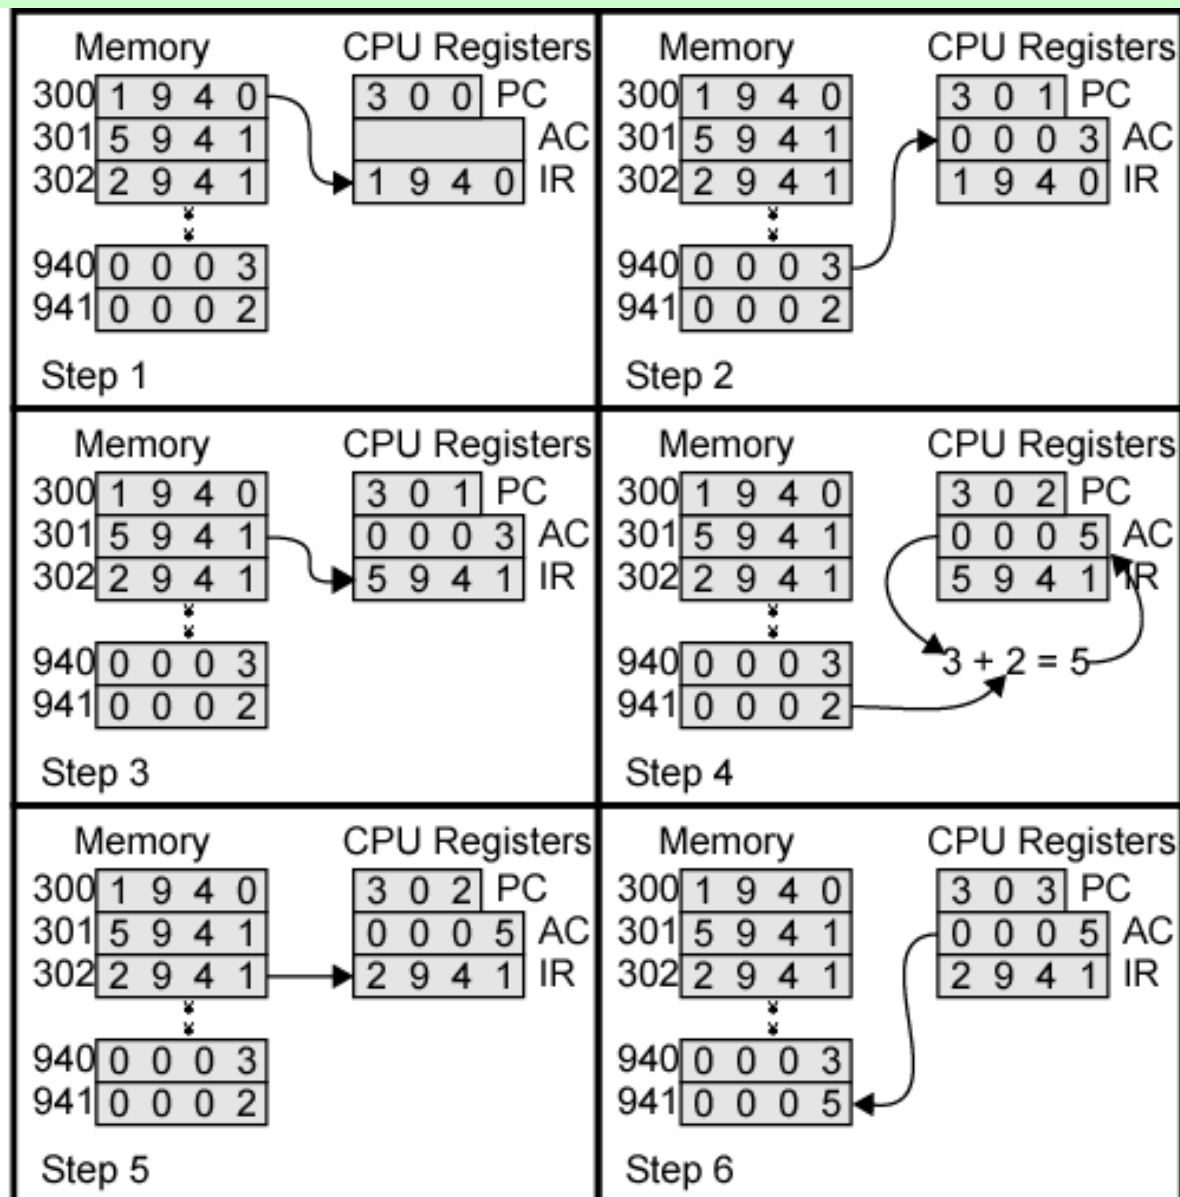 Memory CPU Registers
300 1 9 4 0 3 0 0 PC
301 5 9 4 1 AC
302 2 9 4 1 1 9 4 0 IR
940 0 0 0 3
941 0 0 0 2
Step 1
Memory CPU Registers
300 1 9 4 0 3 0 1 PC
301 5 9 4 1 0 0 0 3 AC
302 2 9 4 1 1 9 4 0 IR
940 0 0 0 3
941 0 0 0 2
Step 2
Memory CPU Registers
300 1 9 4 0 3 0 1 PC
301 5 9 4 1 0 0 0 3 AC
302 2 9 4 1 5 9 4 1 IR
940 0 0 0 3
941 0 0 0 2
Step 3
Memory CPU Registers
300 1 9 4 0 3 0 2 PC
301 5 9 4 1 0 0 0 5 AC
302 2 9 4 1 5 9 4 1 IR
940 0 0 0 3 3 + 2 = 5
941 0 0 0 2
Step 4
Memory CPU Registers
300 1 9 4 0 3 0 2 PC
301 5 9 4 1 0 0 0 5 AC
302 2 9 4 1 2 9 4 1 IR
940 0 0 0 3
941 0 0 0 2
Step 5
Memory CPU Registers
300 1 9 4 0 3 0 3 PC
301 5 9 4 1 0 0 0 5 AC
302 2 9 4 1 2 9 4 1 IR
940 0 0 0 3
941 0 0 0 5
Step 6